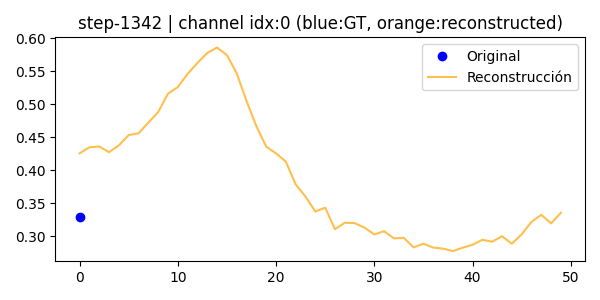 step-1342 | channel idx:0 (blue:GT, orange:reconstructed)
0.60
0.55
0.50
0.45
0.40
0.35
0.30
Original
Reconstrucción
0 10 20 30 40 50